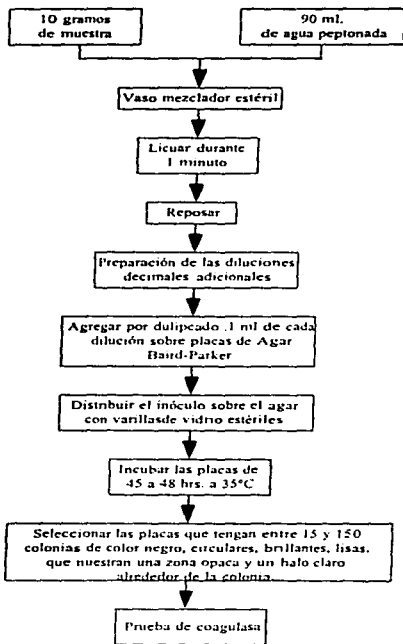 10 gramos
de muestra
90 ml.
de agua peptonada
Vaso mezclador estéril
Licuar durante
1 minuto
Reposar
Preparación de las diluciones
decimales adicionales
Agregar por dulipcado .1 ml de cada
dilución sobre placas de Agar
Baird-Parker
Distribuir el inóculo sobre el agar
con varillasde vidrio estériles
Incubar las placas de
45 a 48 hrs. a 35°C
Seleccionar las placas que tengan entre 15 y 150
colonias de color negro, circulares, brillantes, lisas,
que nuestran una zona opaca y un halo claro
alrededor de la colonia.
Prueba de coagulasa